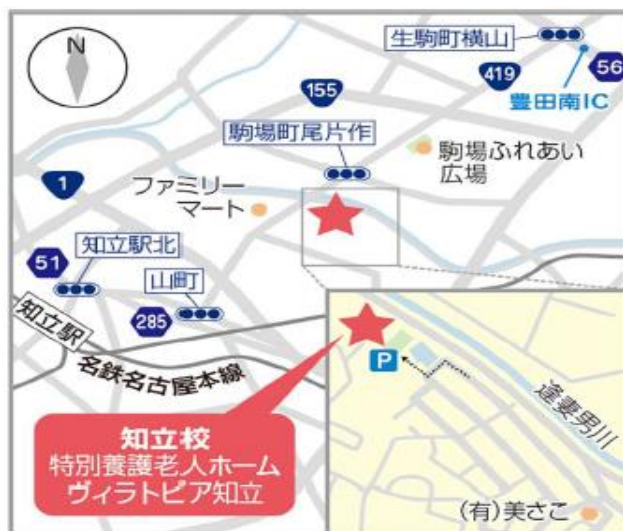 N
生駒町横山
419
56
豊田南IC
155
駒場町尾片作
駒場ふれあい
広場
1
ファミリー
マート
51
知立駅北
山町
285
知立駅
名鉄名古屋本線
P
逢妻男川
知立校
特別養護老人ホーム
ヴィラトピア知立
(有)美さこ